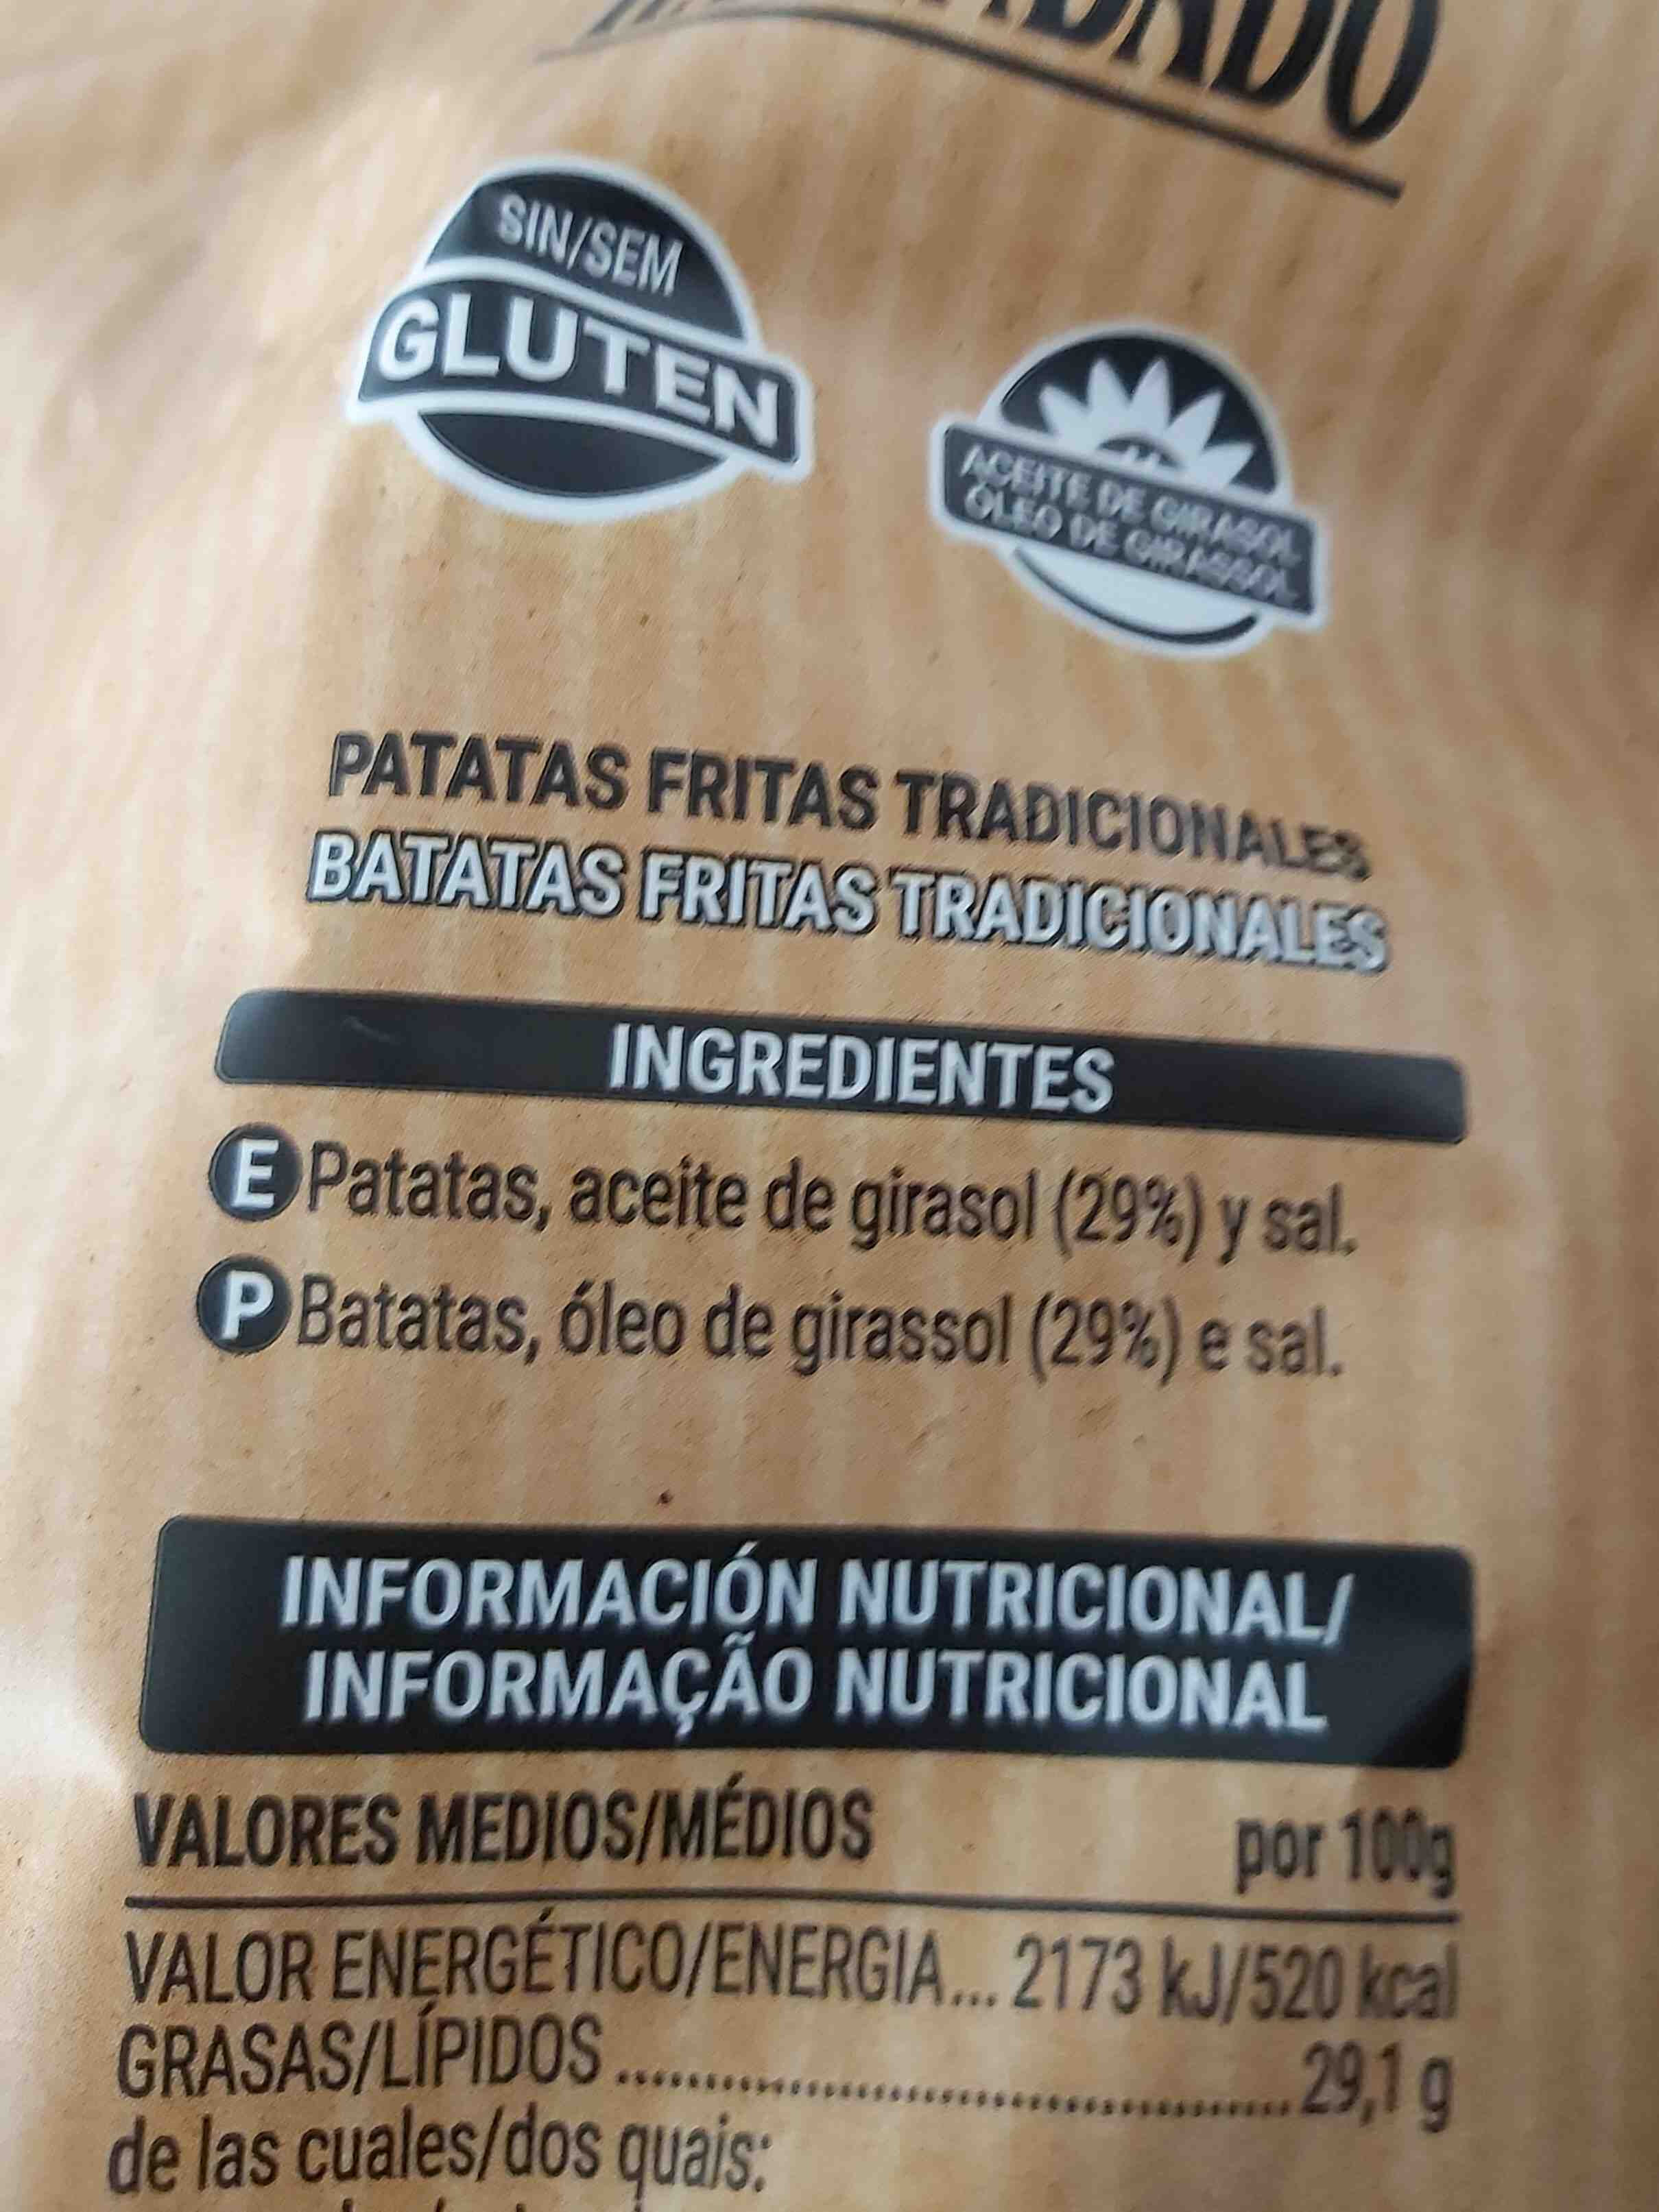 SIN/SEM
GLUTEN
ACEITE DE GIRASOL
ÓLEO DE GIRASSOL
PATATAS FRITAS TRADICIONALES
BATATAS FRITAS TRADICIONALES
INGREDIENTES
E Patatas, aceite de girasol (29%) y sal.
P Batatas, óleo de girassol (29%) e sal.
INFORMACIÓN NUTRICIONAL/
INFORMAÇÃO NUTRICIONAL
VALORES MEDIOS/MÉDIOS por 100g
VALOR ENERGÉTICO/ENERGIA... 2173 kJ/520 kcal
GRASAS/LÍPIDOS ........................................ 29,1 g
de las cuales/dos quais: